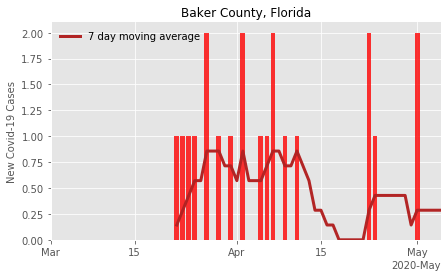 Baker County, Florida
7 day moving average
New Covid-19 Cases
2.00
1.75
1.50
1.25
1.00
0.75
0.50
0.25
0.00
Mar
15
Apr
15
May
2020-May